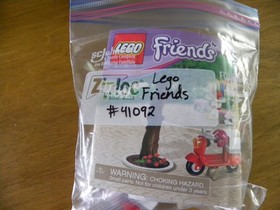 LEGO
Friends
Ziploc
Lego
Friends
#41092
WARNING: CHOKING HAZARD.
Small parts. Not for children under 3 years.